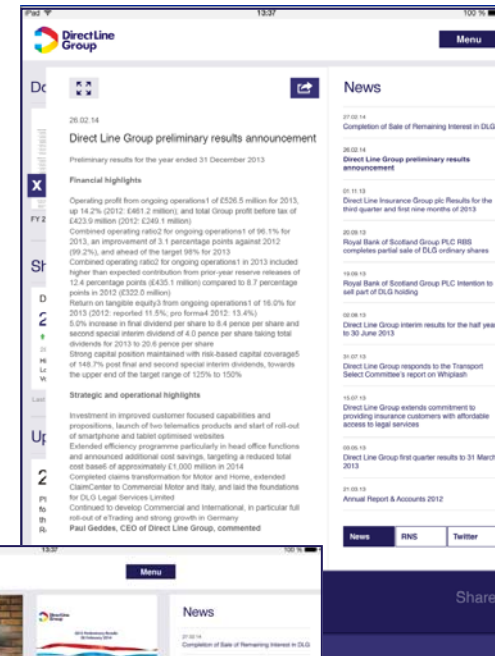 iPad
13:37
100 %
DirectLine
Group
Menu
Do
26.02.14
Direct Line Group preliminary results announcement
Preliminary results for the year ended 31 December 2013
Financial highlights
Operating profit from ongoing operations1 of £526.5 million for 2013,
up 14.2% (2012: £461.2 million); and total Group profit before tax of
£423.9 million (2012: £249.1 million)
Combined operating ratio2 for ongoing operations1 of 96.1% for
2013, an improvement of 3.1 percentage points against 2012
(99.2%), and ahead of the target 98% for 2013
Combined operating ratio2 for ongoing operations1 in 2013 included
higher than expected contribution from prior-year reserve releases of
12.4 percentage points (£435.1 million) compared to 8.7 percentage
points in 2012 (£322.0 million)
Return on tangible equity3 from ongoing operations1 of 16.0% for
2013 (2012: reported 11.5%; pro forma4 2012: 13.4%)
5.0% increase in final dividend per share to 8.4 pence per share and
second special interim dividend of 4.0 pence per share taking total
dividends for 2013 to 20.6 pence per share
Strong capital position maintained with risk-based capital coverage5
of 148.7% post final and second special interim dividends, towards
the upper end of the target range of 125% to 150%
Strategic and operational highlights
Investment in improved customer focused capabilities and
propositions, launch of two telematics products and start of roll-out
of smartphone and tablet optimised websites
Extended efficiency programme particularly in head office functions
and announced additional cost savings, targeting a reduced total
cost base6 of approximately £1,000 million in 2014
Completed claims transformation for Motor and Home, extended
ClaimCenter to Commercial Motor and Italy, and laid the foundations
for DLG Legal Services Limited
Continued to develop Commercial and International, in particular full
roll-out of eTrading and strong growth in Germany
Paul Geddes, CEO of Direct Line Group, commented
X
FY 2
Sh
D
2
Last
Up
2
fo
th
News
27.02.14
Completion of Sale of Remaining Interest in DLG
26.02.14
Direct Line Group preliminary results
announcement
01.11.13
Direct Line Insurance Group plc Results for the
third quarter and first nine months of 2013
20.09.13
Royal Bank of Scotland Group PLC RBS
completes partial sale of DLG ordinary shares
19.09.13
Royal Bank of Scotland Group PLC Intention to
sell part of DLG holding
02.08.13
Direct Line Group interim results for the half year
to 30 June 2013
31.07.13
Direct Line Group responds to the Transport
Select Committee's report on Whiplash
15.07.13
Direct Line Group extends commitment to
providing insurance customers with affordable
access to legal services
Direct Line Group first quarter results to 31 March
2013
21.03.13
Annual Report & Accounts 2012
News
RNS
Twitter
Share
13:37
100 %
Menu
DirectLine
Group
2013 Preliminary Results
26 February 2014
News
27.02.14
Completion of Sale of Remaining Interest in DLG